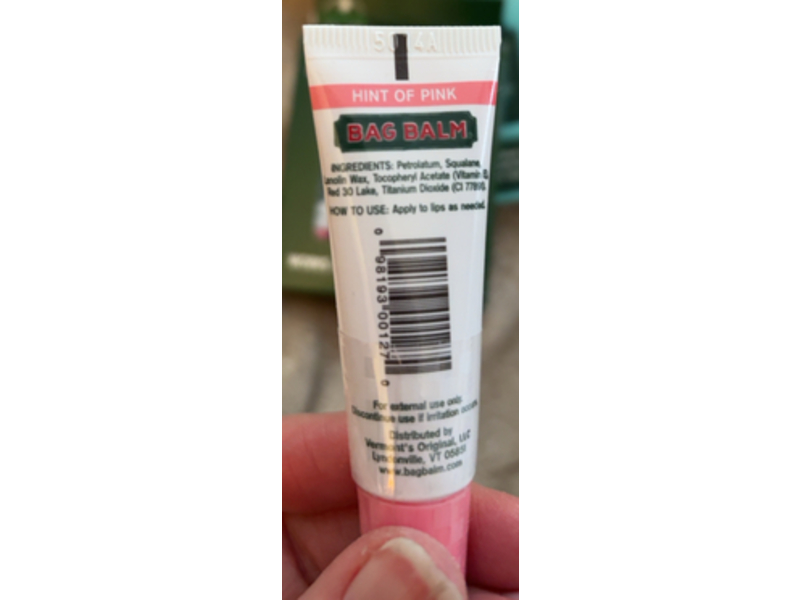 50 4A
HINT OF PINK
BAG BALM
INGREDIENTS: Petrolatum, Squalane,
Lanolin Wax, Tocopheryl Acetate (Vitamin
Red 30 Lake, Titanium Dioxide (CI
HOW TO USE: Apply to lips as needed.
0 98193 00127 0
For external use only.
Discontinue use if irritation occurs.
Distributed by
Vermont's Original, LLC
Lyndonville, VT 05851
www.bagbalm.com